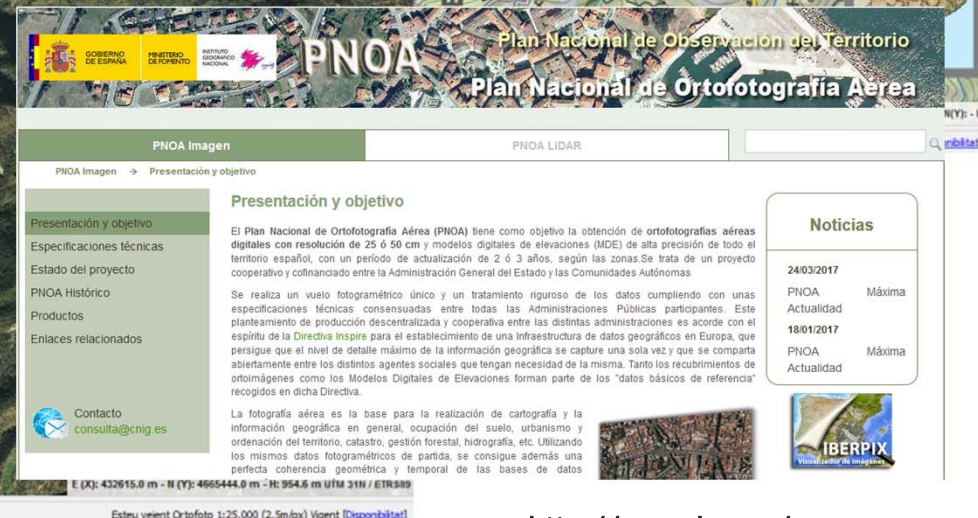 GOBIERNO
DE ESPAÑA
MINISTERIO
DE FOMENTO
INSTITUTO
GEOGRÁFICO
NACIONAL
PNOA
Plan Nacional de Observación del Territorio
Plan Nacional de Ortofotografía Aérea
N(Y): -
PNOA Imagen
PNOA LiDAR
PNOA Imagen → Presentación y objetivo
Presentación y objetivo
Especificaciones técnicas
Estado del proyecto
PNOA Histórico
Productos
Enlaces relacionados
Contacto
consulta@cnig.es
Presentación y objetivo
El Plan Nacional de Ortofotografía Aérea (PNOA) tiene como objetivo la obtención de ortofotografías aéreas
digitales con resolución de 25 ó 50 cm y modelos digitales de elevaciones (MDE) de alta precisión de todo el
territorio español, con un período de actualización de 2 ó 3 años, según las zonas.Se trata de un proyecto
cooperativo y cofinanciado entre la Administración General del Estado y las Comunidades Autónomas
Se realiza un vuelo fotogramétrico único y un tratamiento riguroso de los datos cumpliendo con unas
especificaciones técnicas consensuadas entre todas las Administraciones Públicas participantes. Este
planteamiento de producción descentralizada y cooperativa entre las distintas administraciones es acorde con el
espíritu de la Directiva Inspire para el establecimiento de una Infraestructura de datos geográficos en Europa, que
persigue que el nivel de detalle máximo de la información geográfica se capture una sola vez y que se comparta
abiertamente entre los distintos agentes sociales que tengan necesidad de la misma. Tanto los recubrimientos de
ortoimágenes como los Modelos Digitales de Elevaciones forman parte de los "datos básicos de referencia"
recogidos en dicha Directiva.
La fotografía aérea es la base para la realización de cartografía y la
información geográfica en general, ocupación del suelo, urbanismo y
ordenación del territorio, catastro, gestión forestal, hidrografía, etc. Utilizando
los mismos datos fotogramétricos de partida, se consigue además una
perfecta coherencia geométrica y temporal de las bases de datos
Noticias
24/03/2017
PNOA Máxima
Actualidad
18/01/2017
PNOA Máxima
Actualidad
IBERPIX
Visualizador de imágenes
E (X): 432615.0 m - N (Y): 4665444.0 m - H: 954.6 m UTM 31N / ETRS89
Esteu veient Ortofoto 1:25.000 (2,5m/px) Vigent [Disponibilitat]